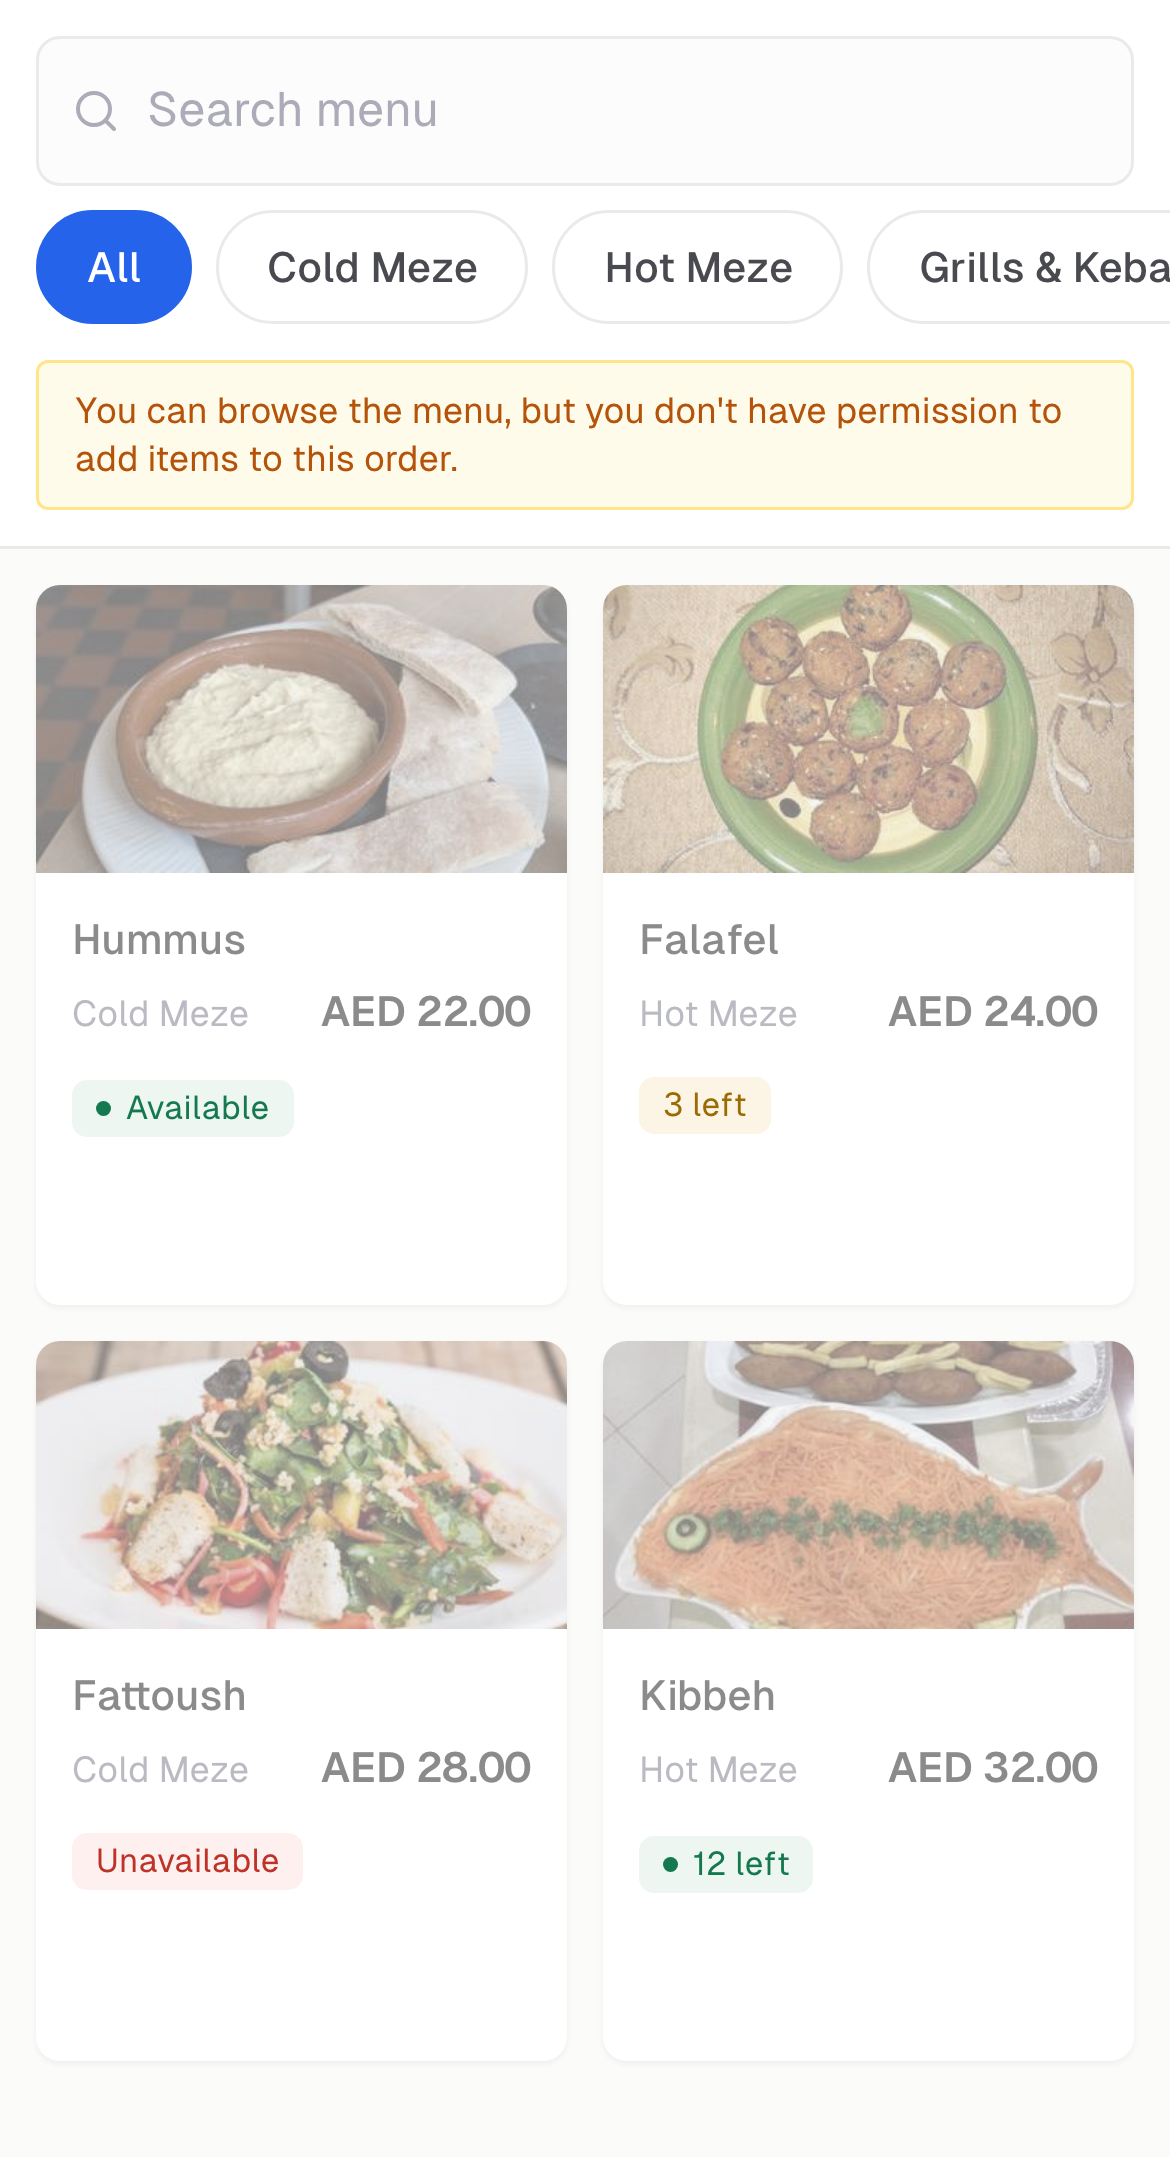 Search menu
All
Cold Meze
Hot Meze
Grills & Keba
You can browse the menu, but you don't have permission to
add items to this order.
Hummus
Cold Meze AED 22.00
Available
Falafel
Hot Meze AED 24.00
3 left
Fattoush
Cold Meze AED 28.00
Unavailable
Kibbeh
Hot Meze AED 32.00
12 left